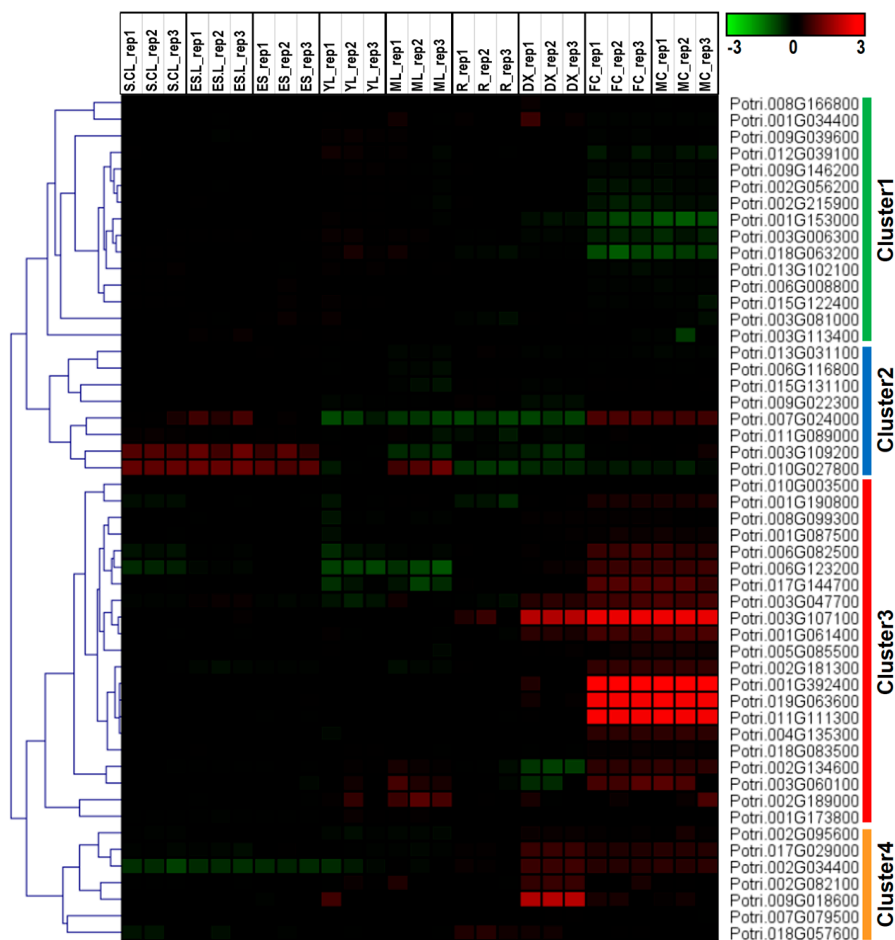 S.CL_rep1
S.CL_rep2
S.CL_rep3
ES.L_rep1
ES.L_rep2
ES.L_rep3
ES_rep1
ES_rep2
ES_rep3
YL_rep1
YL_rep2
YL_rep3
ML_rep1
ML_rep2
ML_rep3
R_rep1
R_rep2
R_rep3
DX_rep1
DX_rep2
DX_rep3
FC_rep1
FC_rep2
FC_rep3
MC_rep1
MC_rep2
MC_rep3
-3 0 3
Potri.008G166800
Potri.001G034400
Potri.009G039600
Potri.012G039100
Potri.009G146200
Potri.002G056200
Potri.002G215900
Potri.001G153000
Potri.003G006300
Potri.018G063200
Potri.013G102100
Potri.006G008800
Potri.015G122400
Potri.003G081000
Potri.003G113400
Cluster1
Potri.013G031100
Potri.006G116800
Potri.015G131100
Potri.009G022300
Potri.007G024000
Potri.011G089000
Potri.003G109200
Potri.010G027800
Cluster2
Potri.010G003500
Potri.001G190800
Potri.008G099300
Potri.001G087500
Potri.006G082500
Potri.006G123200
Potri.017G144700
Potri.003G047700
Potri.003G107100
Potri.001G061400
Potri.005G085500
Potri.002G181300
Potri.001G392400
Potri.019G063600
Potri.011G111300
Potri.004G135300
Potri.018G083500
Potri.002G134600
Potri.003G060100
Potri.002G189000
Potri.001G173800
Cluster3
Potri.002G095600
Potri.017G029000
Potri.002G034400
Potri.002G082100
Potri.009G018600
Potri.007G079500
Potri.018G057600
Cluster4